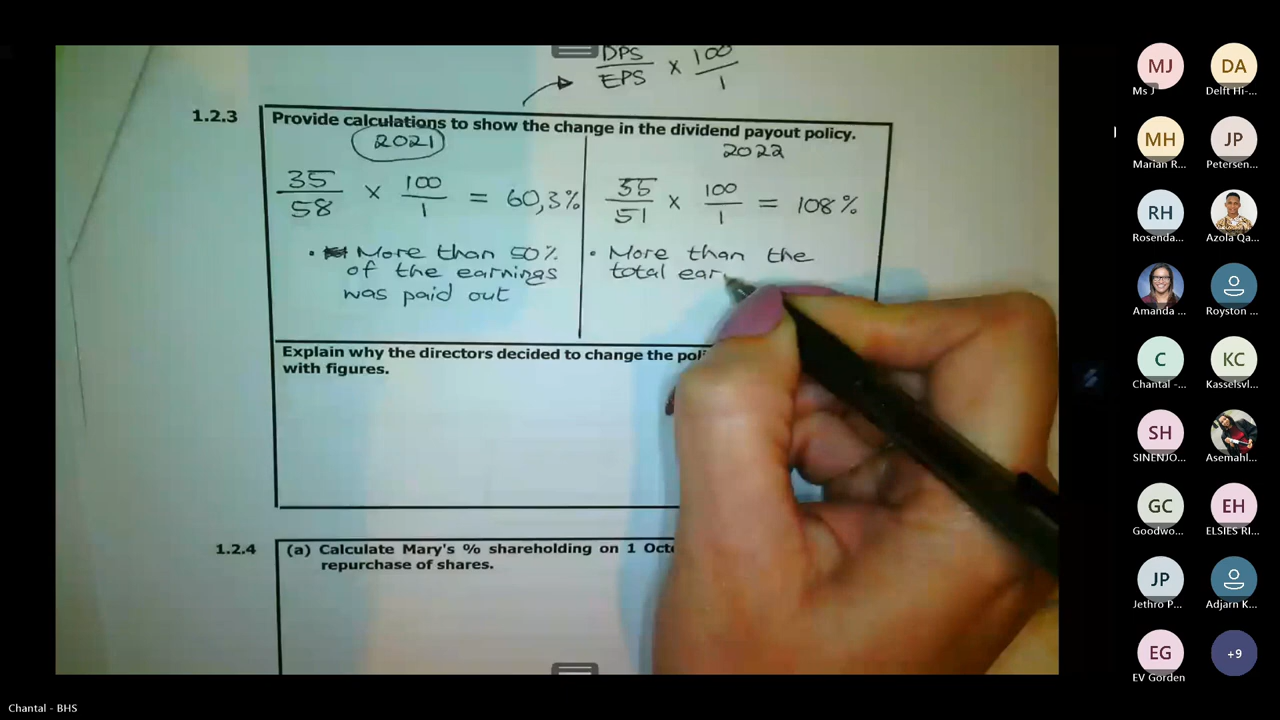 DPS
EPS × 100
1
1.2.3 Provide calculations to show the change in the dividend payout policy.
2021
2022
35
58 × 100
1 = 60,3%
55
51 × 100
1 = 108%
• More than 50%
of the earnings
was paid out
• More than the
total ear
Explain why the directors decided to change the poli
with figures.
1.2.4 (a) Calculate Mary's % shareholding on 1 Octo
repurchase of shares.
MJ
Ms J
DA
Delft Hi-...
MH
Marian R...
JP
Petersen...
RH
Rosenda...
Azola Qa...
Amanda ...
Royston ...
C
Chantal -...
KC
Kasselsvl...
SH
SINENJO...
Asemahl...
GC
Goodwo...
EH
ELSIES RI...
JP
Jethro P...
Adjarn K...
EG
EV Gorden
+9
Chantal - BHS